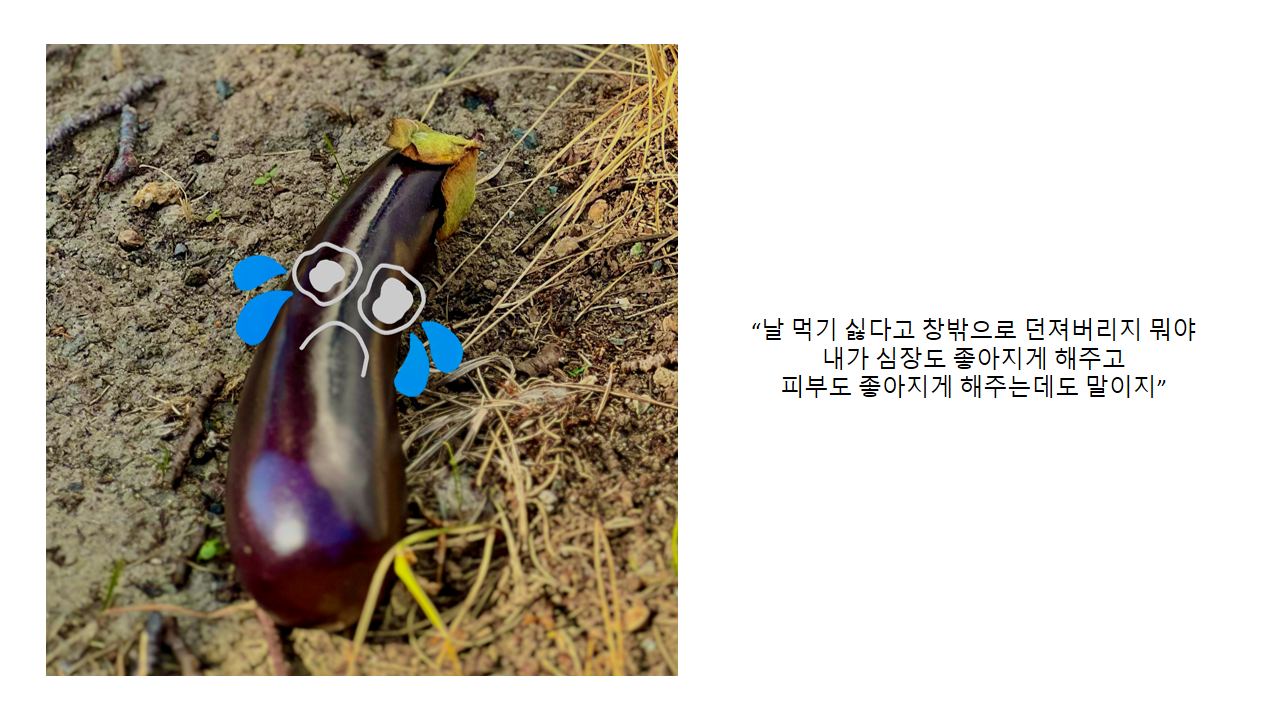 “날 먹기 싫다고 창밖으로 던져버리지 뭐야
내가 심장도 좋아지게 해주고
피부도 좋아지게 해주는데도 말이지”